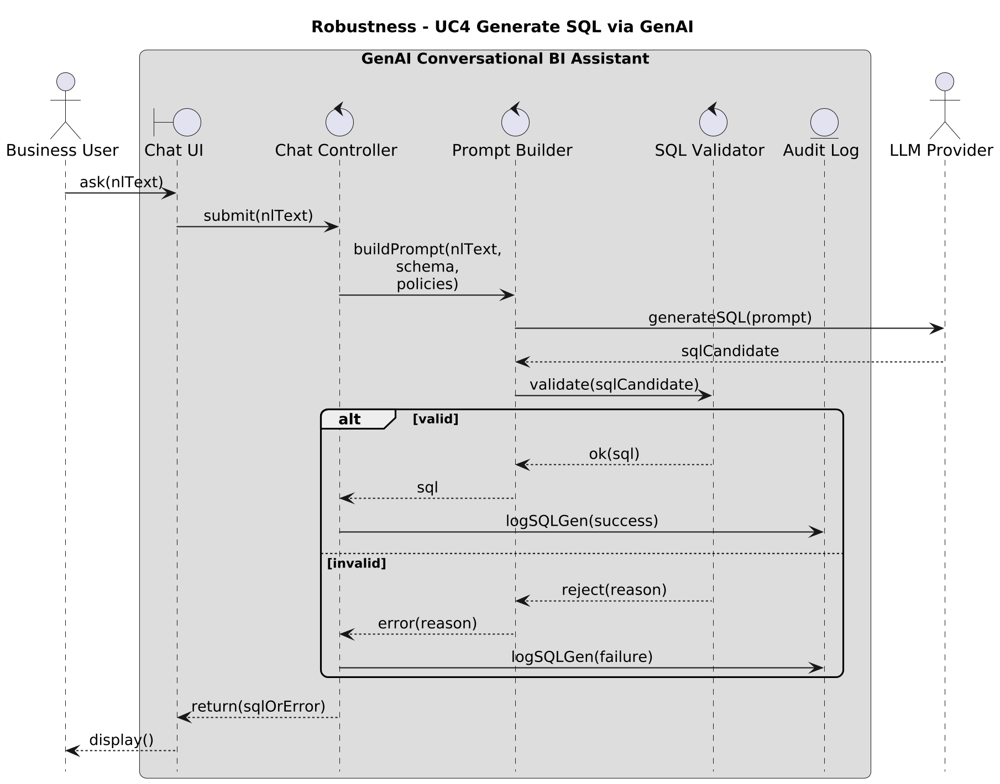 Robustness - UC4 Generate SQL via GenAI
GenAI Conversational BI Assistant
Business User
Chat UI
Chat Controller
Prompt Builder
SQL Validator
Audit Log
LLM Provider
ask(nlText)
submit(nlText)
buildPrompt(nlText,
schema,
policies)
generateSQL(prompt)
sqlCandidate
validate(sqlCandidate)
alt
[valid]
ok(sql)
sql
logSQLGen(success)
[invalid]
reject(reason)
error(reason)
logSQLGen(failure)
return(sqlOrError)
display()